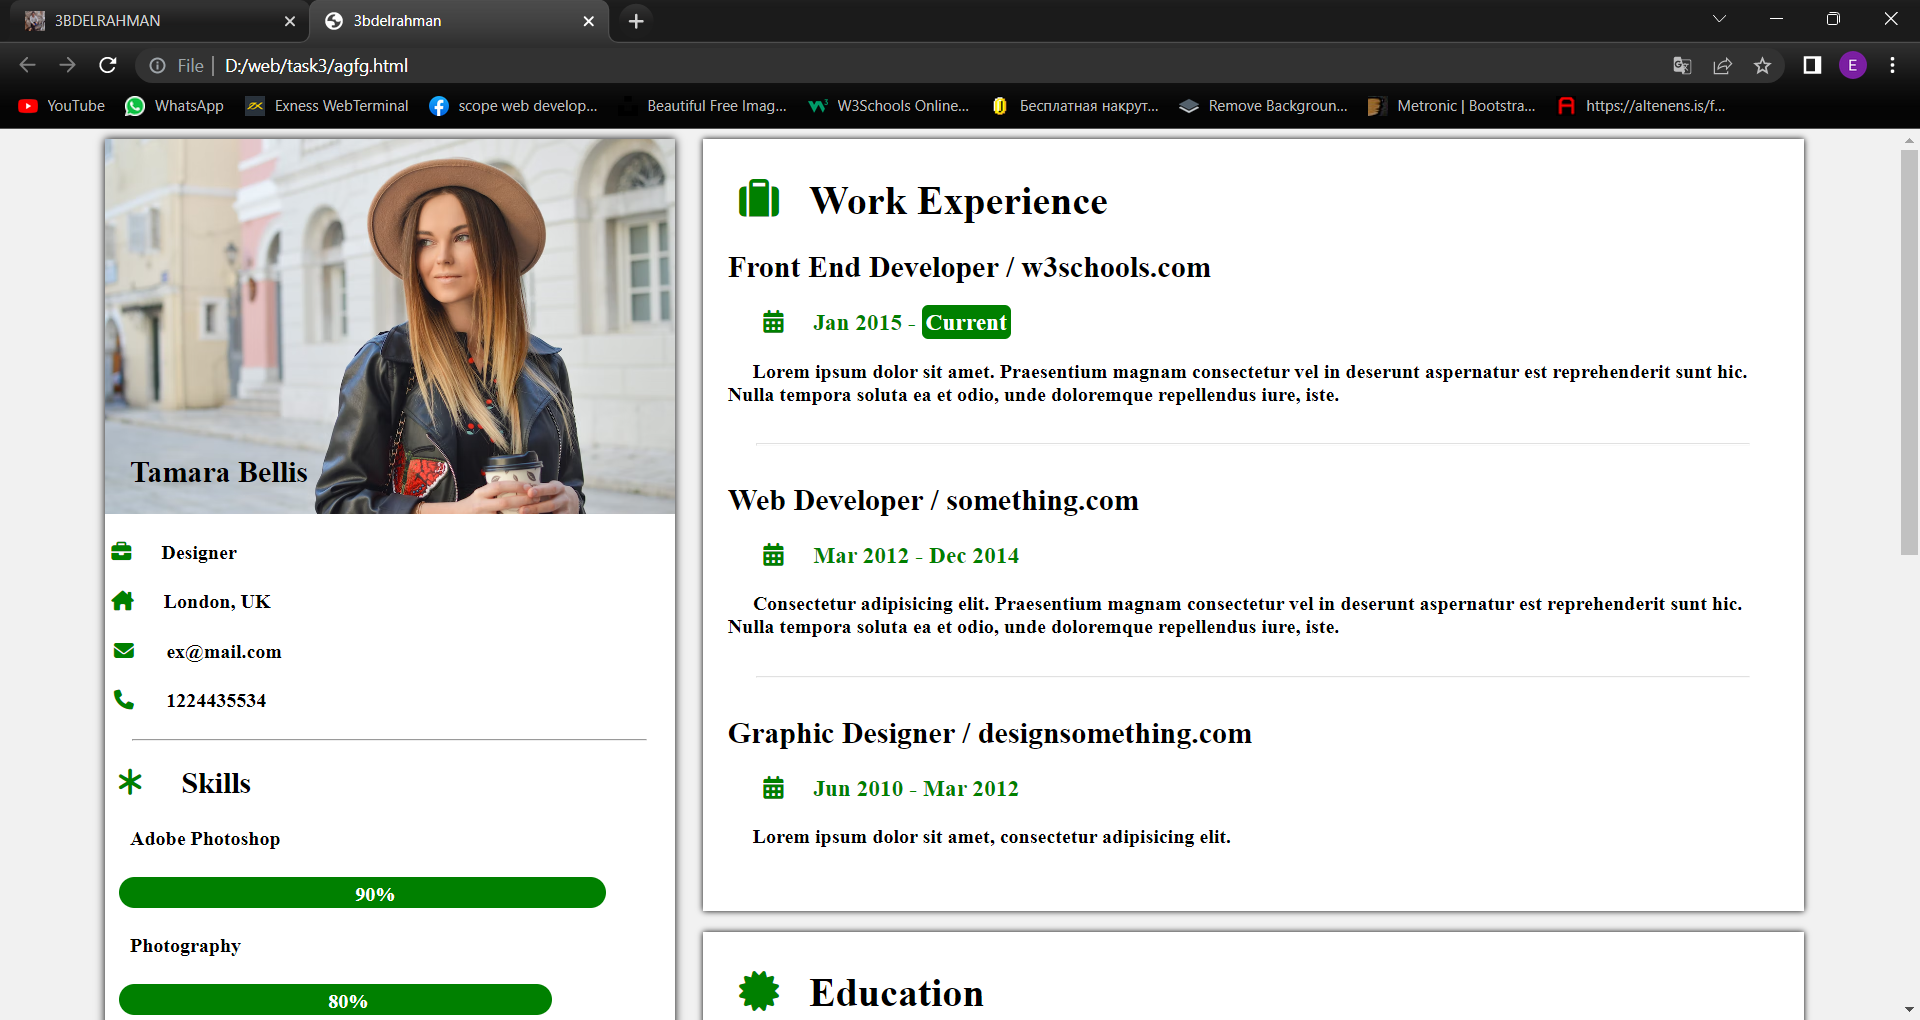 3BDELRAHMAN
3bdelrahman
File | D:/web/task3/agfg.html
E
YouTube
WhatsApp
Exness WebTerminal
scope web develop...
Beautiful Free Imag...
W3Schools Online...
Бесплатная накрут...
Remove Backgroun...
Metronic | Bootstra...
https://altenens.is/f...
Tamara Bellis
Designer
London, UK
ex@mail.com
1224435534
Skills
Adobe Photoshop
90%
Photography
80%
Work Experience
Front End Developer / w3schools.com
Jan 2015 - Current
Lorem ipsum dolor sit amet. Praesentium magnam consectetur vel in deserunt aspernatur est reprehenderit sunt hic.
Nulla tempora soluta ea et odio, unde doloremque repellendus iure, iste.
Web Developer / something.com
Mar 2012 - Dec 2014
Consectetur adipisicing elit. Praesentium magnam consectetur vel in deserunt aspernatur est reprehenderit sunt hic.
Nulla tempora soluta ea et odio, unde doloremque repellendus iure, iste.
Graphic Designer / designsomething.com
Jun 2010 - Mar 2012
Lorem ipsum dolor sit amet, consectetur adipisicing elit.
Education